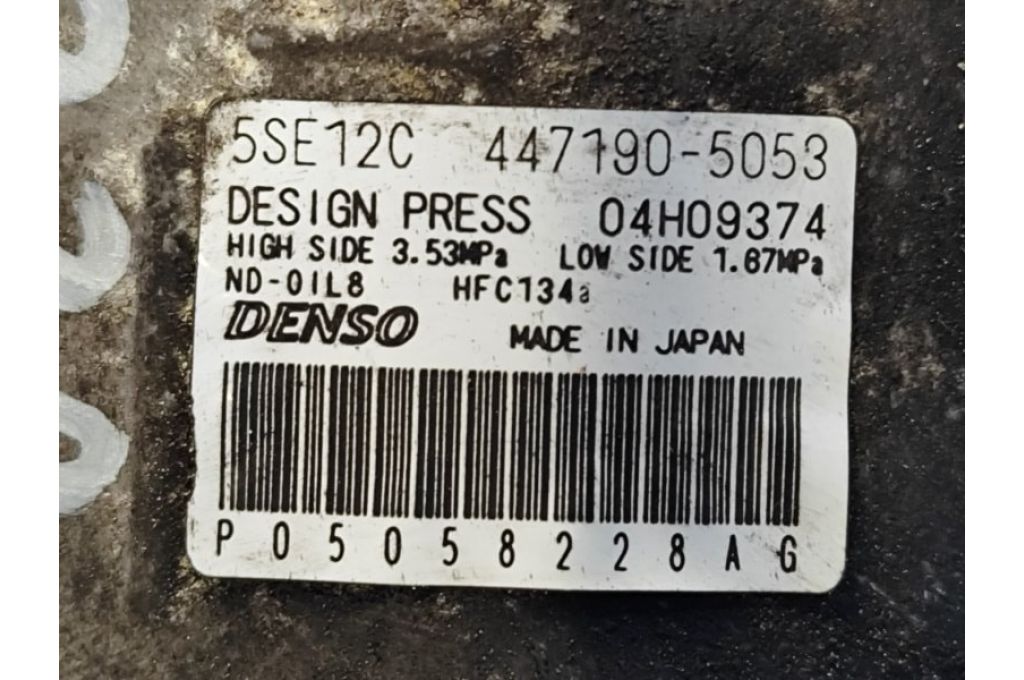 5SE12C 447190-5053
DESIGN PRESS 04H09374
HIGH SIDE 3.53MPa LOW SIDE 1.67MPa
ND-OIL8 HFC134a
DENSO MADE IN JAPAN
P05058228AG